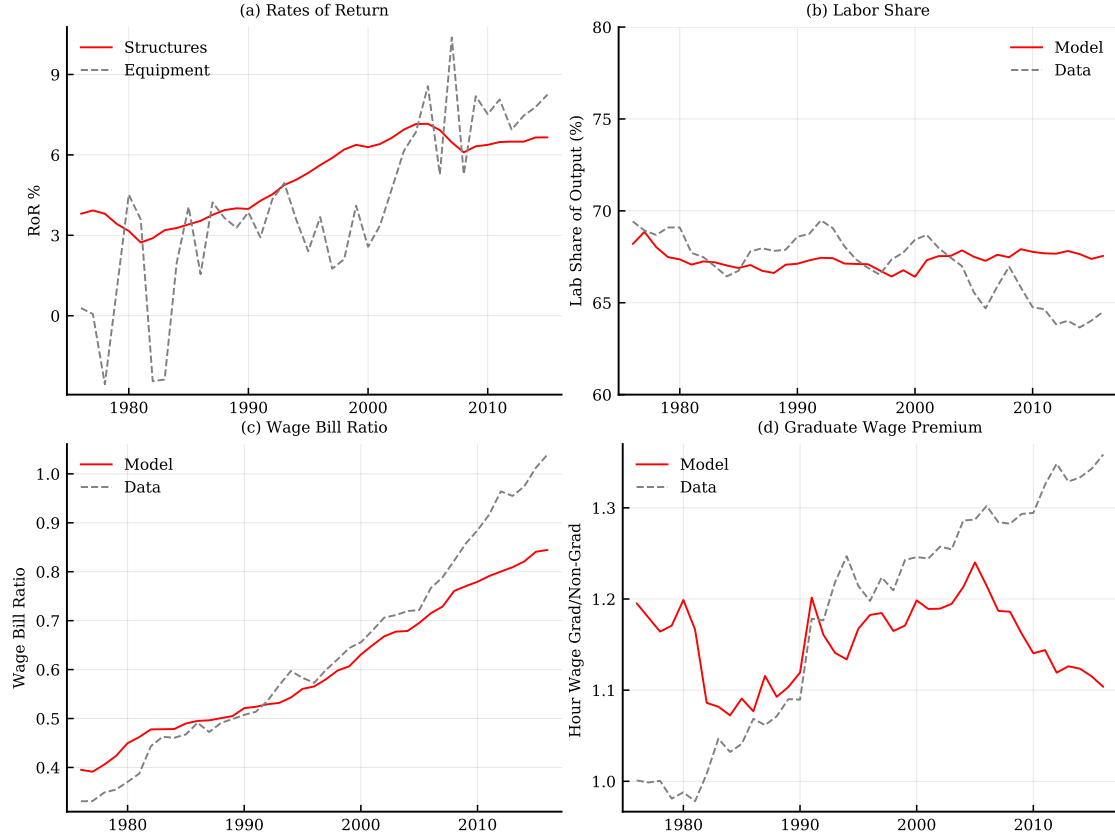 (a) Rates of Return
Structures
Equipment
RoR %
9
6
3
0
1980 1990 2000 2010
(b) Labor Share
Model
Data
Lab Share of Output (%)
80
75
70
65
60
1980 1990 2000 2010
(c) Wage Bill Ratio
Model
Data
Wage Bill Ratio
1.0
0.9
0.8
0.7
0.6
0.5
0.4
1980 1990 2000 2010
(d) Graduate Wage Premium
Model
Data
Hour Wage Grad/Non-Grad
1.3
1.2
1.1
1.0
1980 1990 2000 2010